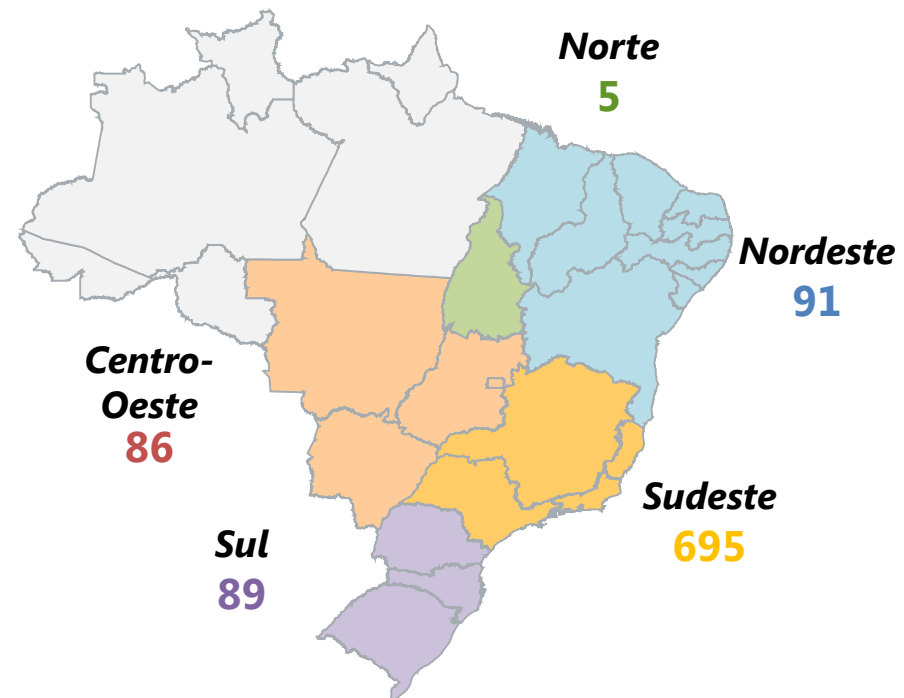 Norte
5
Nordeste
91
Centro-
Oeste
86
Sudeste
695
Sul
89